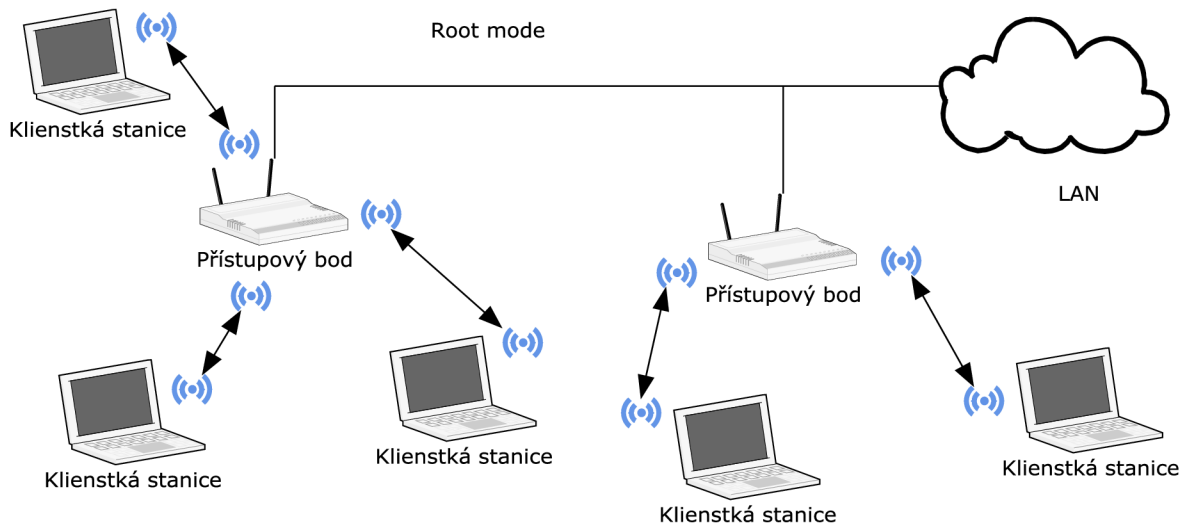 Root mode
Klienstká stanice
LAN
Přístupový bod
Přístupový bod
Klienstká stanice
Klienstká stanice
Klienstká stanice
Klienstká stanice